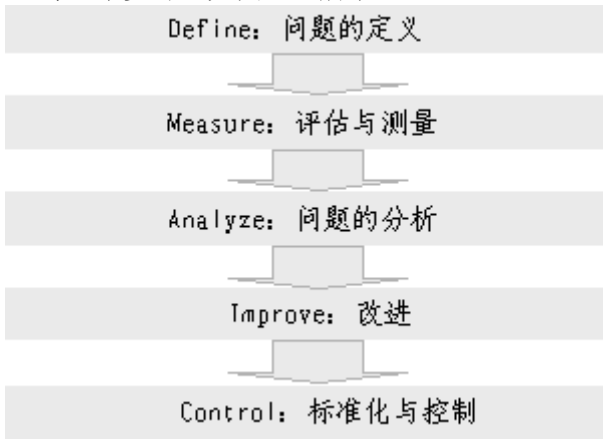 Define：问题的定义
Measure：评估与测量
Analyze：问题的分析
Improve：改进
Control：标准化与控制